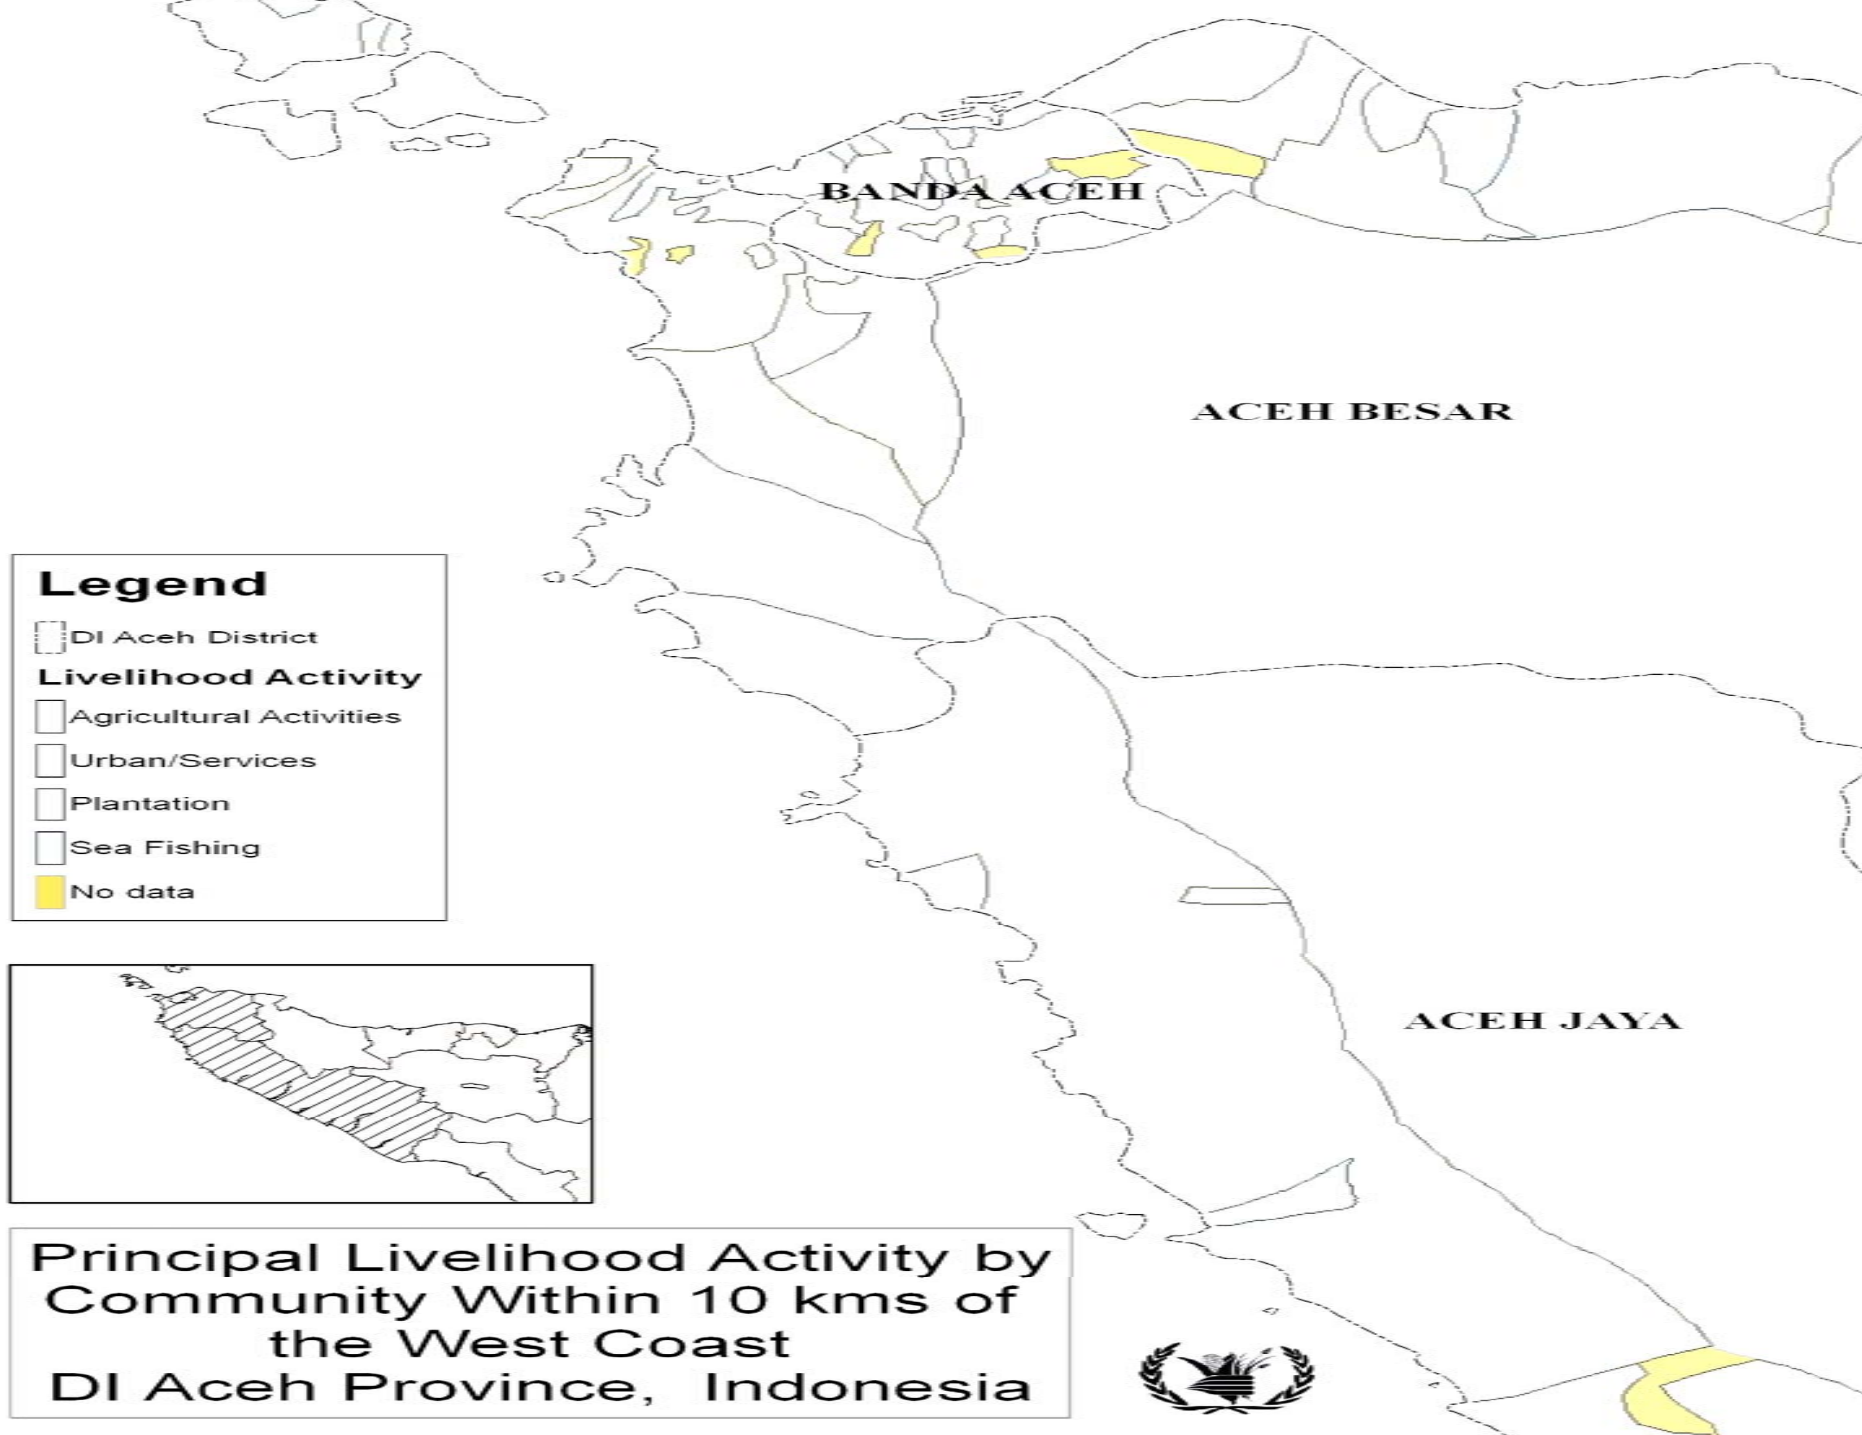 BANDA ACEH
ACEH BESAR
Legend
DI Aceh District
Livelihood Activity
Agricultural Activities
Urban/Services
Plantation
Sea Fishing
No data
ACEH JAYA
Principal Livelihood Activity by
Community Within 10 kms of
the West Coast
DI Aceh Province, Indonesia